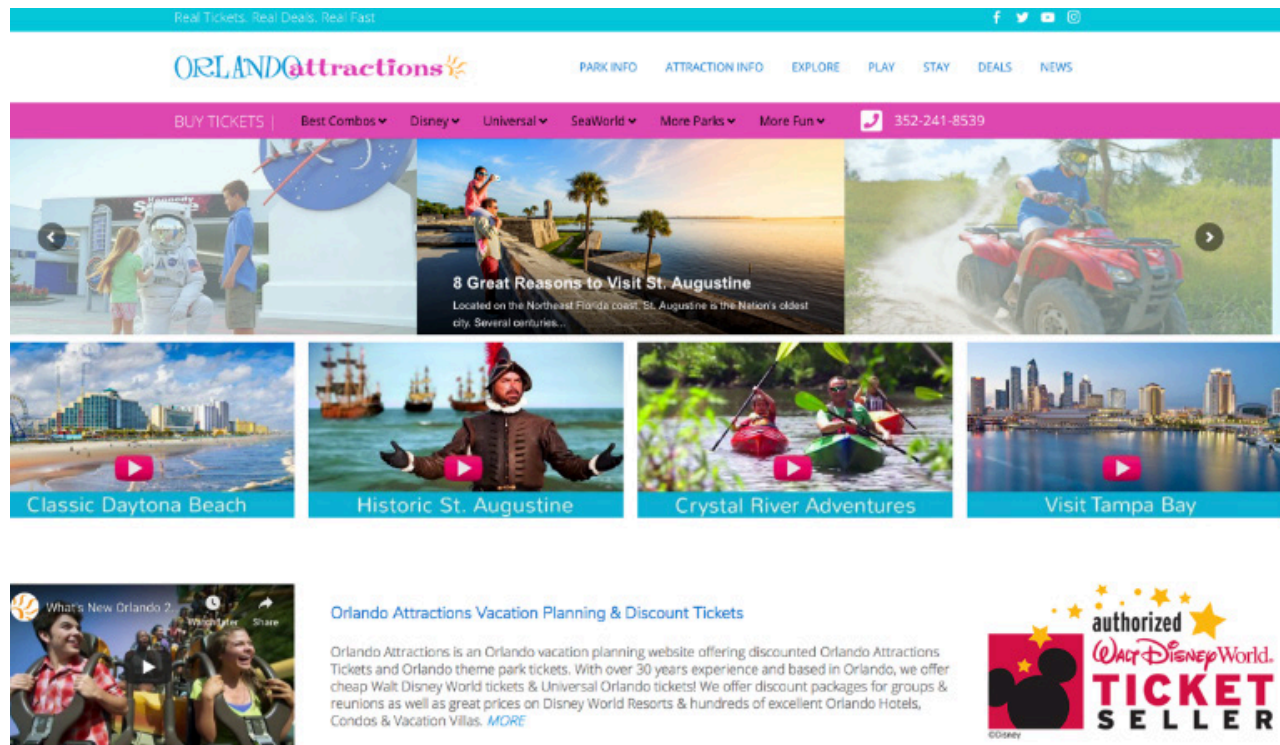 Real Tickets. Real Deals. Real Fast
ORLANDOattractions
PARK INFO ATTRACTION INFO EXPLORE PLAY STAY DEALS NEWS
BUY TICKETS | Best Combos Disney Universal SeaWorld More Parks More Fun 352-241-8539
Kennedy
8 Great Reasons to Visit St. Augustine
Located on the Northeast Florida coast, St. Augustine is the Nation's oldest
city. Several centuries...
Classic Daytona Beach
Historic St. Augustine
Crystal River Adventures
Visit Tampa Bay
What's New Orlando 2...
Watch later Share
Orlando Attractions Vacation Planning & Discount Tickets
Orlando Attractions is an Orlando vacation planning website offering discounted Orlando Attractions
Tickets and Orlando theme park tickets. With over 30 years experience and based in Orlando, we offer
cheap Walt Disney World tickets & Universal Orlando tickets! We offer discount packages for groups &
reunions as well as great prices on Disney World Resorts & hundreds of excellent Orlando Hotels,
Condos & Vacation Villas. MORE
authorized
Walt Disney World.
TICKET
SELLER
©Disney